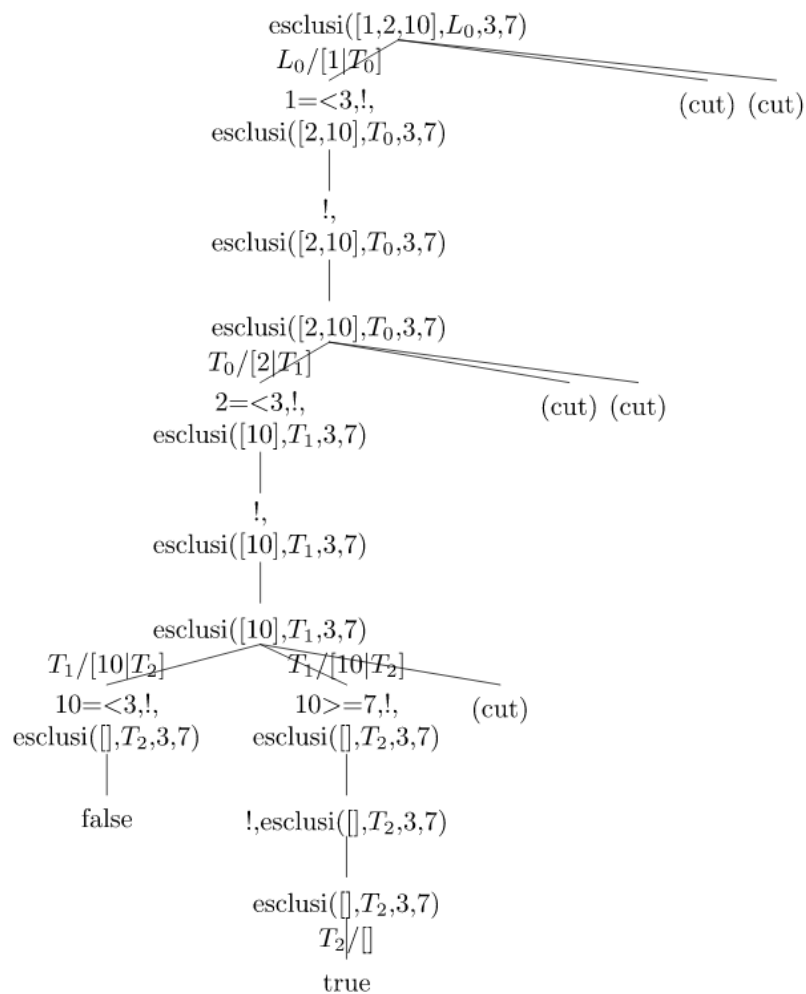 esclusi([1,2,10],L₀,3,7)
L₀/[1|T₀]
1=<3,!,
(cut) (cut)
esclusi([2,10],T₀,3,7)
!,
esclusi([2,10],T₀,3,7)
esclusi([2,10],T₀,3,7)
T₀/[2|T₁]
2=<3,!,
(cut) (cut)
esclusi([10],T₁,3,7)
!,
esclusi([10],T₁,3,7)
esclusi([10],T₁,3,7)
T₁/[10|T₂] T₁/[10|T₂]
10=<3,!, 10>=7,!, (cut)
esclusi([],T₂,3,7) esclusi([],T₂,3,7)
false !,esclusi([],T₂,3,7)
esclusi([],T₂,3,7)
T₂/[]
true